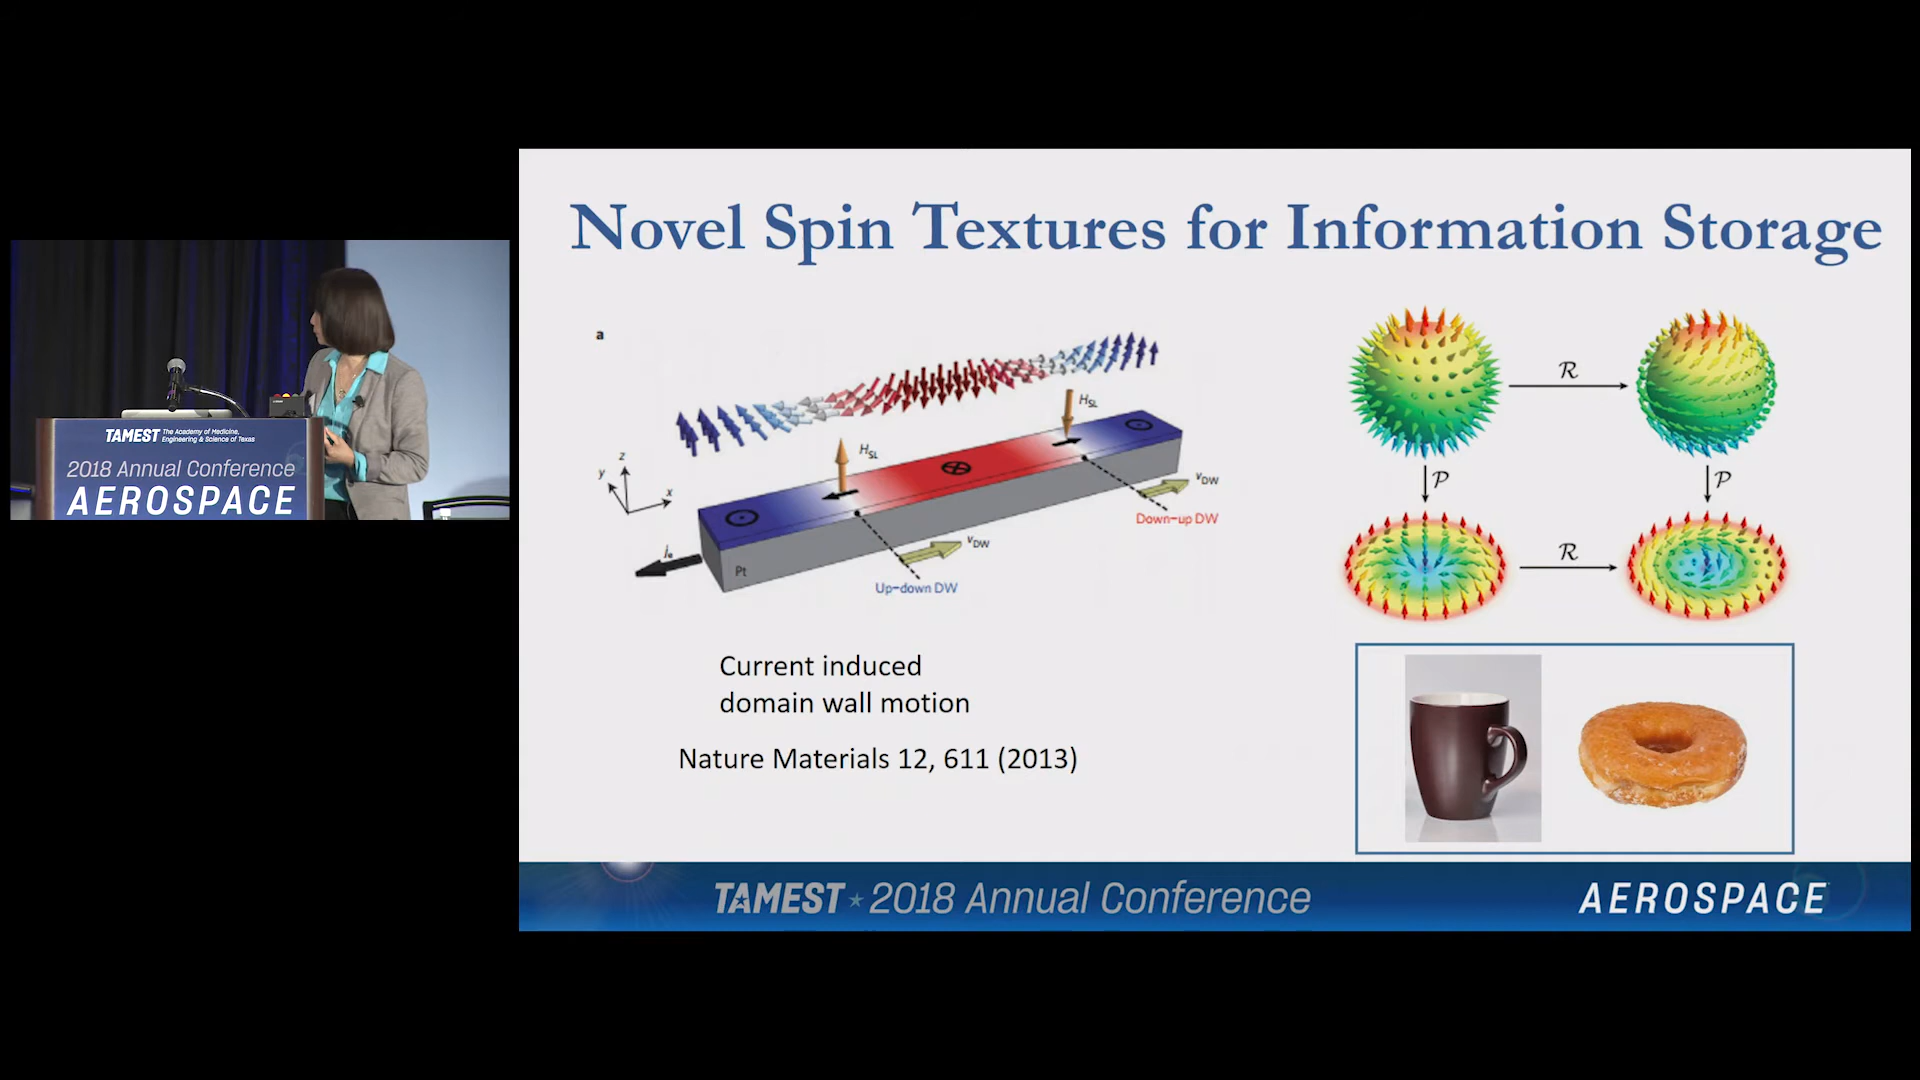 TAMEST The Academy of Medicine,
Engineering & Science of Texas
2018 Annual Conference
AEROSPACE
Novel Spin Textures for Information Storage
a
z
y
x
H_SL
H_SL
v_DW
Down-up DW
v_DW
Up-down DW
j_e
Pt
R
P
P
R
Current induced
domain wall motion
Nature Materials 12, 611 (2013)
TAMEST ★ 2018 Annual Conference
AEROSPACE